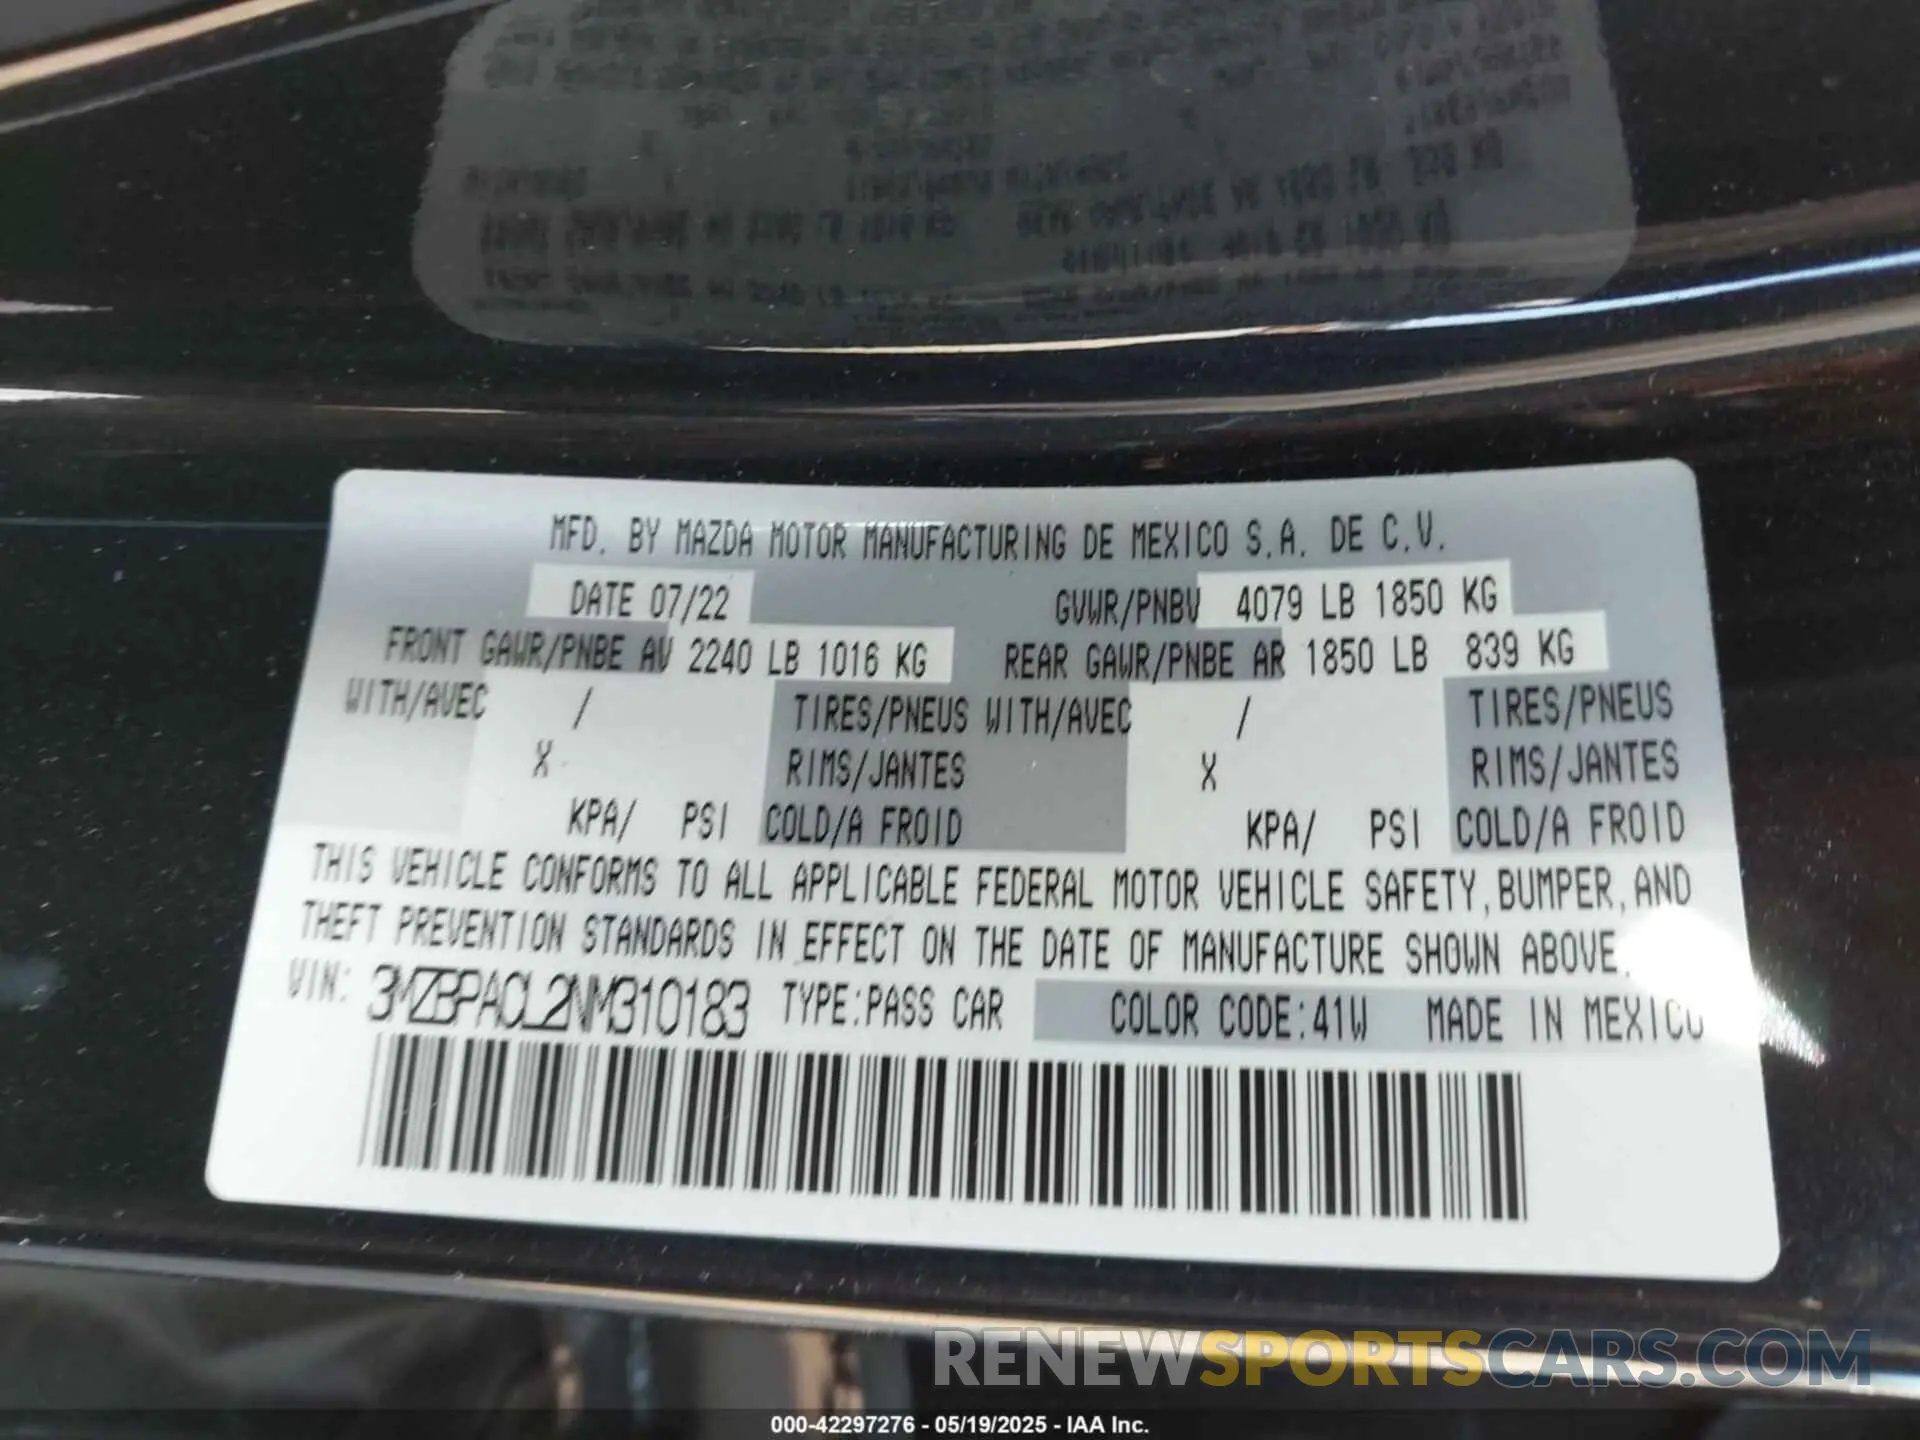 MFD. BY MAZDA MOTOR MANUFACTURING DE MEXICO S.A. DE C.V.
DATE 07/22 GVWR/PNBV 4079 LB 1850 KG
FRONT GAWR/PNBE AV 2240 LB 1016 KG REAR GAWR/PNBE AR 1850 LB 839 KG
WITH/AVEC / TIRES/PNEUS WITH/AVEC / TIRES/PNEUS
X RIMS/JANTES X RIMS/JANTES
KPA/ PSI COLD/A FROID KPA/ PSI COLD/A FROID
THIS VEHICLE CONFORMS TO ALL APPLICABLE FEDERAL MOTOR VEHICLE SAFETY, BUMPER, AND
THEFT PREVENTION STANDARDS IN EFFECT ON THE DATE OF MANUFACTURE SHOWN ABOVE.
VIN: 3MZBPACL2NM310183 TYPE:PASS CAR COLOR CODE:41W MADE IN MEXICO
RENEWSPORTSCARS.COM
000-42297276 - 05/19/2025 - IAA Inc.